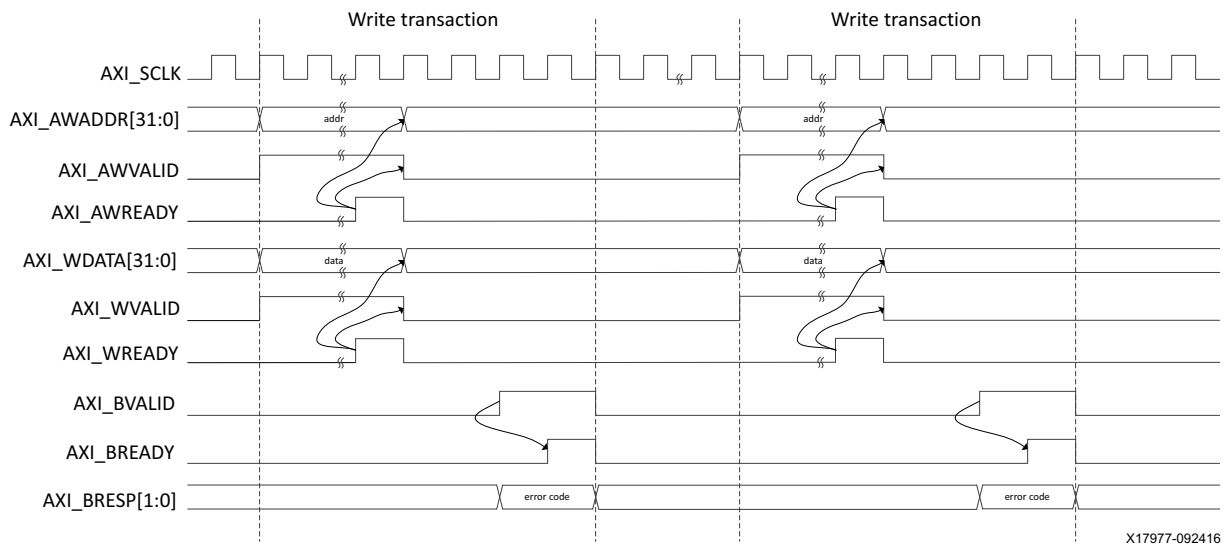 Write transaction Write transaction
AXI_SCLK
AXI_AWADDR[31:0] addr addr
AXI_AWVALID
AXI_AWREADY
AXI_WDATA[31:0] data data
AXI_WVALID
AXI_WREADY
AXI_BVALID
AXI_BREADY
AXI_BRESP[1:0] error code error code
X17977-092416